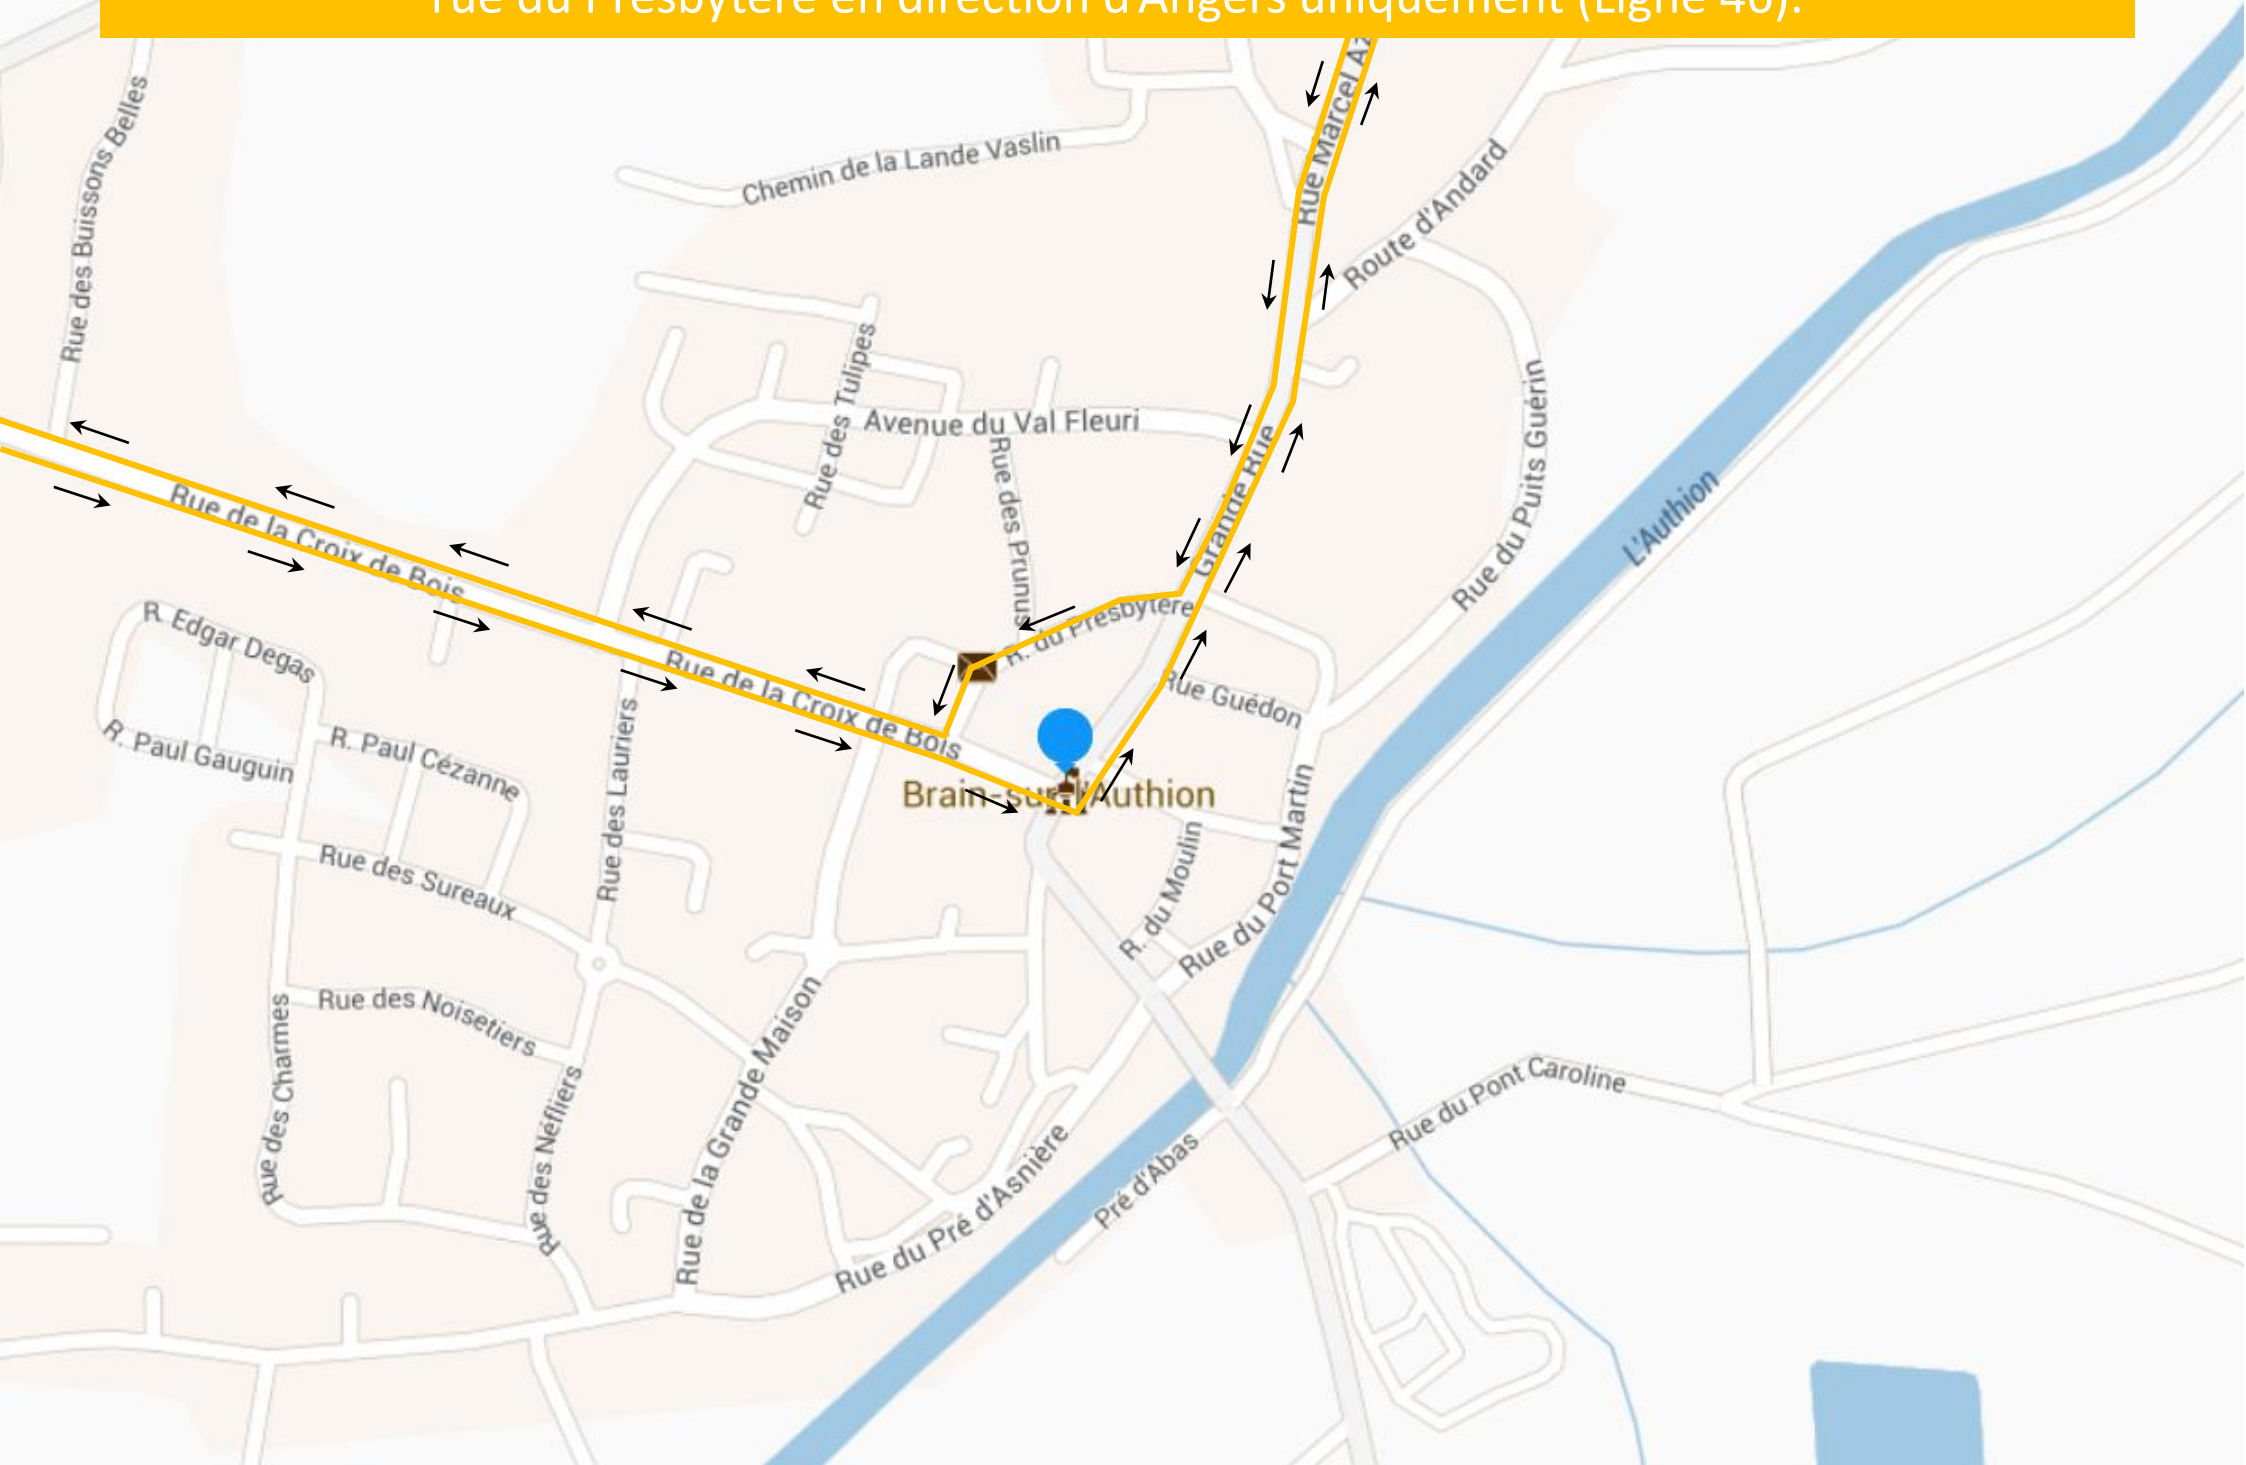 rue du Presbytère en direction d'Angers uniquement (Ligne 46).
Rue Marcel Az
Rue des Buissons Belles
Chemin de la Lande Vaslin
Route d'Andard
Rue des Tulipes
Avenue du Val Fleuri
Rue des Prunus
Grande Rue
Rue du Puits Guérin
L'Authion
Rue de la Croix de Bois
R. du Presbytère
R. Edgar Degas
Rue de la Croix de Bois
Rue Guédon
R. Paul Gauguin
R. Paul Cézanne
Rue des Lauriers
Brain-sur-l'Authion
Rue des Sureaux
R. du Moulin
Rue du Port Martin
Rue des Noisetiers
Rue des Charmes
Rue des Néfliers
Rue de la Grande Maison
Rue du Pré d'Asnière
Pré d'Abas
Rue du Pont Caroline